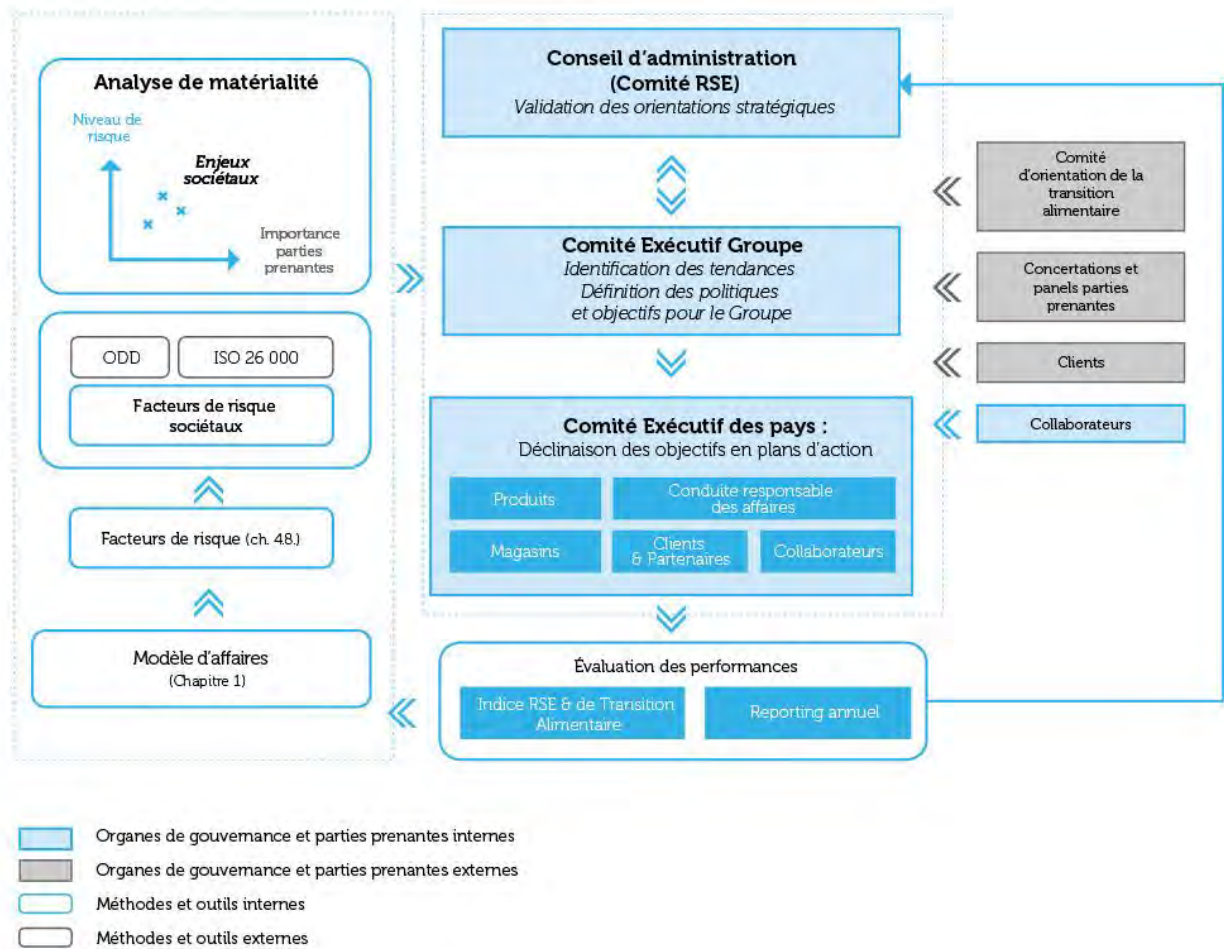 Analyse de matérialité
Niveau de
risque
Enjeux
sociétaux
Importance
parties
prenantes
ODD
ISO 26 000
Facteurs de risque
sociétaux
Facteurs de risque (ch. 4.8.)
Modèle d'affaires
(Chapitre 1)
Conseil d'administration
(Comité RSE)
Validation des orientations stratégiques
Comité Exécutif Groupe
Identification des tendances
Définition des politiques
et objectifs pour le Groupe
Comité Exécutif des pays :
Déclinaison des objectifs en plans d'action
Produits
Conduite responsable
des affaires
Magasins
Clients
& Partenaires
Collaborateurs
Évaluation des performances
Indice RSE & de Transition
Alimentaire
Reporting annuel
Comité
d'orientation de la
transition
alimentaire
Concertations et
panels parties
prenantes
Clients
Collaborateurs
Organes de gouvernance et parties prenantes internes
Organes de gouvernance et parties prenantes externes
Méthodes et outils internes
Méthodes et outils externes